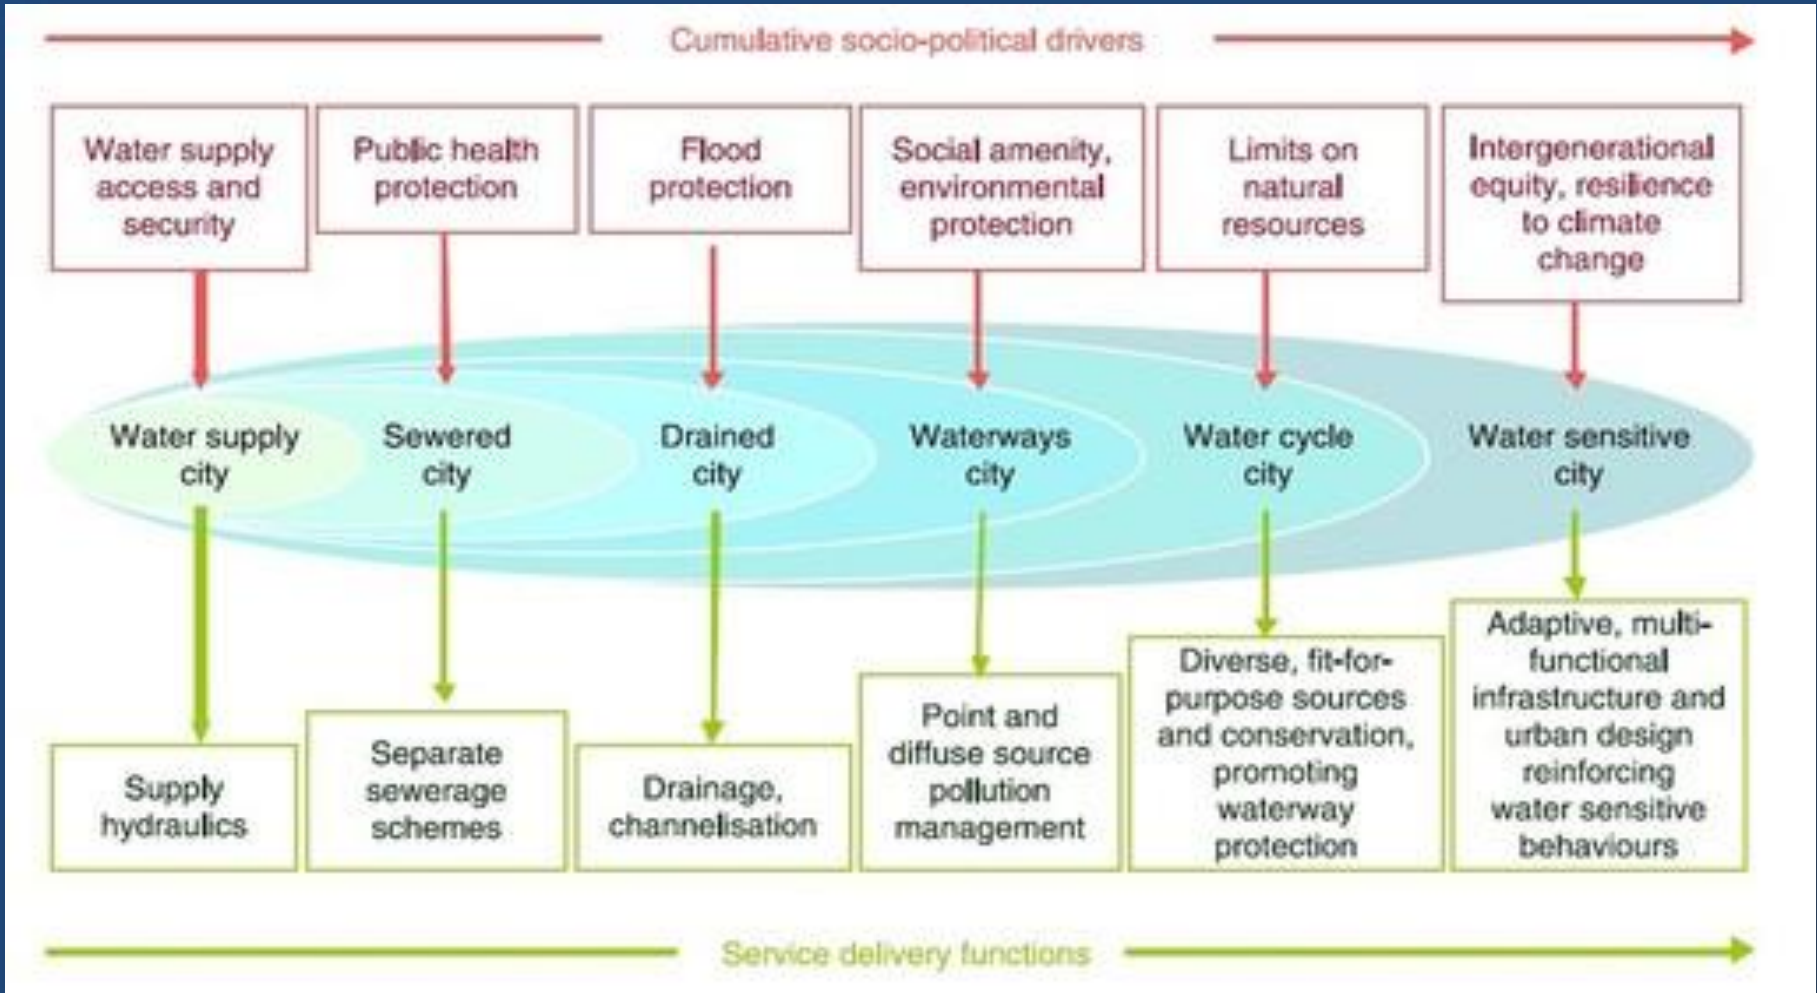 Cumulative socio-political drivers
Water supply
access and
security
Public health
protection
Flood
protection
Social amenity,
environmental
protection
Limits on
natural
resources
Intergenerational
equity, resilience
to climate
change
Water supply
city
Sewered
city
Drained
city
Waterways
city
Water cycle
city
Water sensitive
city
Supply
hydraulics
Separate
sewerage
schemes
Drainage,
channelisation
Point and
diffuse source
pollution
management
Diverse, fit-for-
purpose sources
and conservation,
promoting
waterway
protection
Adaptive, multi-
functional
infrastructure and
urban design
reinforcing
water sensitive
behaviours
Service delivery functions